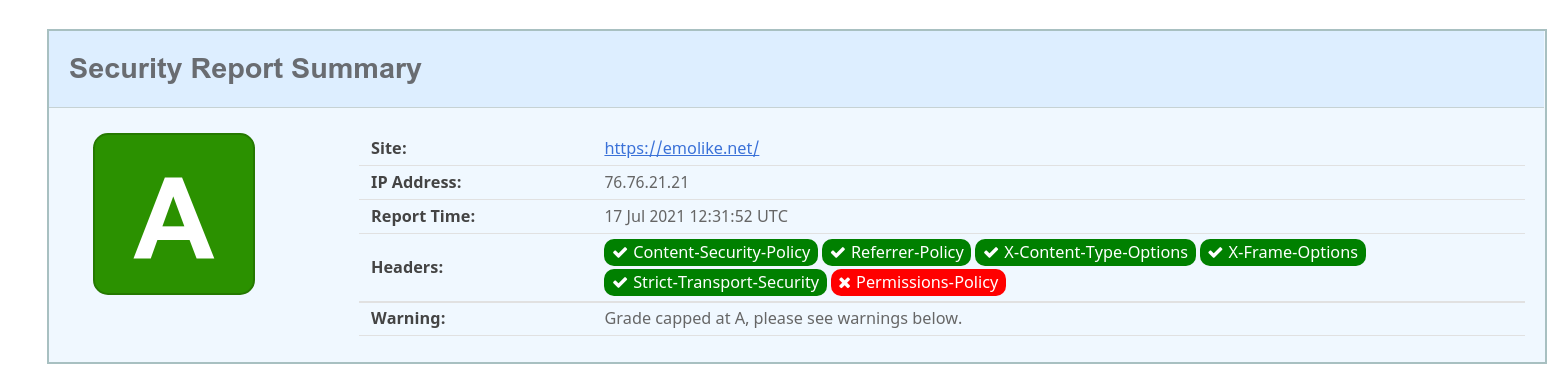 Security Report Summary
A
Site: https://emolike.net/
IP Address: 76.76.21.21
Report Time: 17 Jul 2021 12:31:52 UTC
Headers: Content-Security-Policy Referrer-Policy X-Content-Type-Options X-Frame-Options
Strict-Transport-Security Permissions-Policy
Warning: Grade capped at A, please see warnings below.